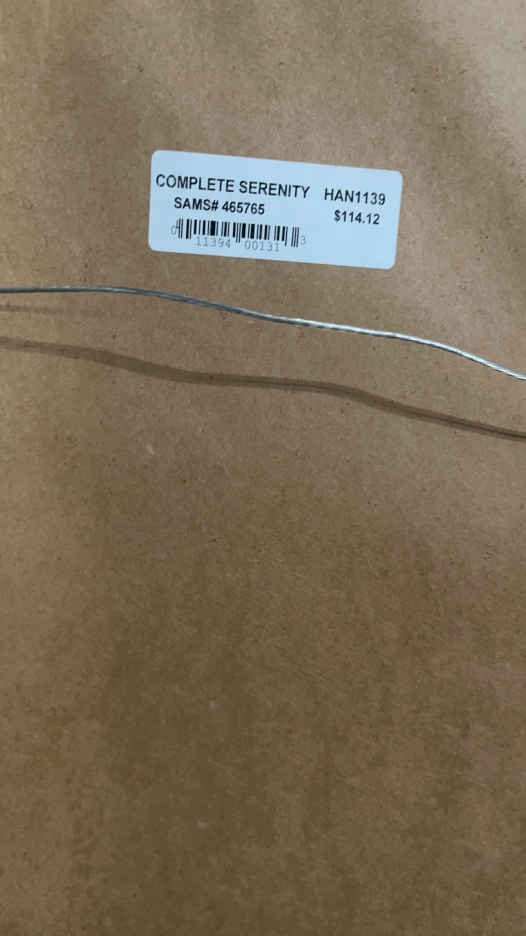 COMPLETE SERENITY HAN1139
SAMS# 465765 $114.12
0 11394 00131 3